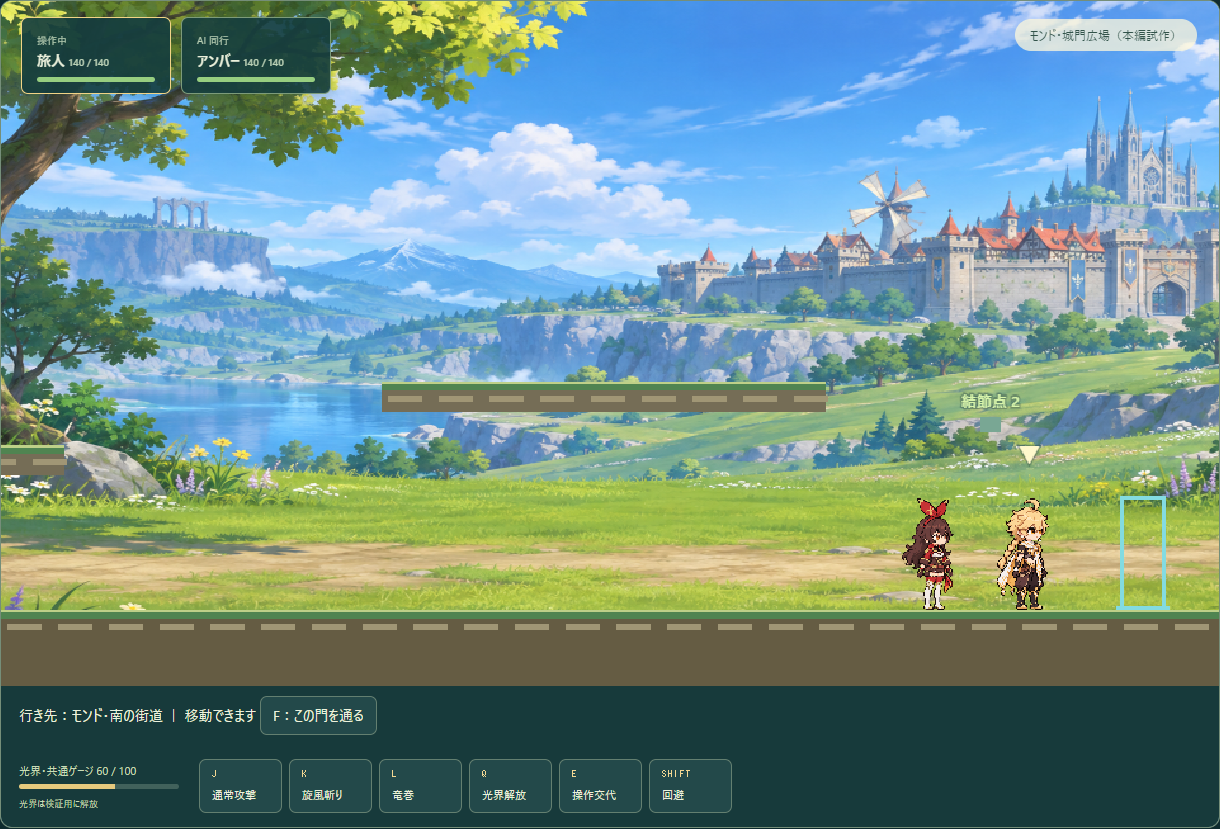 操作中
旅人 140 / 140
AI 同行
アンバー 140 / 140
モンド・城門広場（本編試作）
結節点 2
行き先：モンド・南の街道 ｜ 移動できます
F：この門を通る
光界・共通ゲージ 60 / 100
光界は検証用に解放
J
通常攻撃
K
旋風斬り
L
竜巻
Q
光界解放
E
操作交代
SHIFT
回避